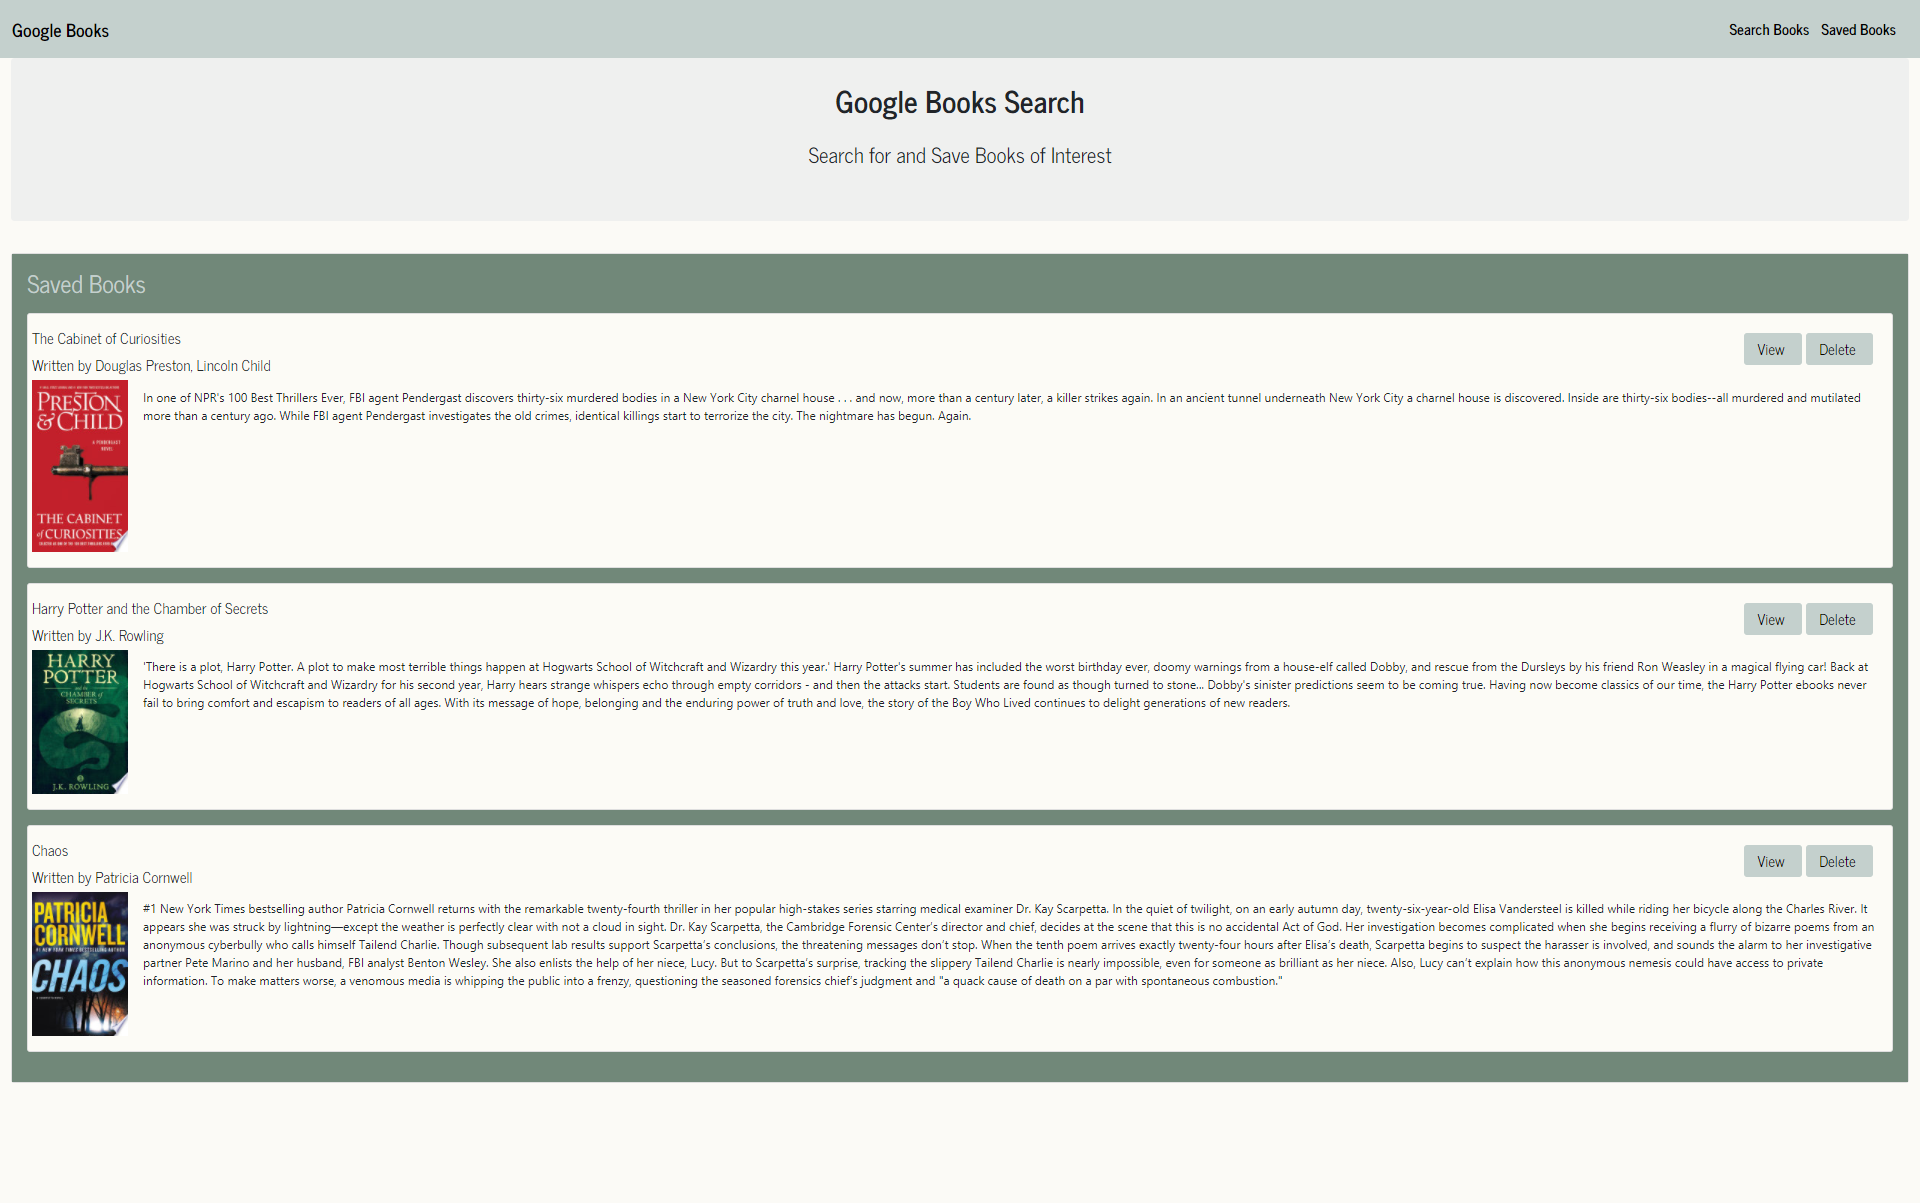 Google Books
Search Books
Saved Books
Google Books Search
Search for and Save Books of Interest
Saved Books
The Cabinet of Curiosities
View
Delete
Written by Douglas Preston, Lincoln Child
PRESTON
& CHILD
A PENDERGAST
NOVEL
THE CABINET
of CURIOSITIES
In one of NPR's 100 Best Thrillers Ever, FBI agent Pendergast discovers thirty-six murdered bodies in a New York City charnel house . . . and now, more than a century later, a killer strikes again. In an ancient tunnel underneath New York City a charnel house is discovered. Inside are thirty-six bodies--all murdered and mutilated
more than a century ago. While FBI agent Pendergast investigates the old crimes, identical killings start to terrorize the city. The nightmare has begun. Again.
Harry Potter and the Chamber of Secrets
View
Delete
Written by J.K. Rowling
HARRY
POTTER
and the
CHAMBER of
SECRETS
J.K. ROWLING
'There is a plot, Harry Potter. A plot to make most terrible things happen at Hogwarts School of Witchcraft and Wizardry this year.' Harry Potter's summer has included the worst birthday ever, doomy warnings from a house-elf called Dobby, and rescue from the Dursleys by his friend Ron Weasley in a magical flying car! Back at
Hogwarts School of Witchcraft and Wizardry for his second year, Harry hears strange whispers echo through empty corridors - and then the attacks start. Students are found as though turned to stone... Dobby's sinister predictions seem to be coming true. Having now become classics of our time, the Harry Potter ebooks never
fail to bring comfort and escapism to readers of all ages. With its message of hope, belonging and the enduring power of truth and love, the story of the Boy Who Lived continues to delight generations of new readers.
Chaos
View
Delete
Written by Patricia Cornwell
PATRICIA
CORNWELL
#1 NEW YORK TIMES BESTSELLING AUTHOR
CHAOS
#1 New York Times bestselling author Patricia Cornwell returns with the remarkable twenty-fourth thriller in her popular high-stakes series starring medical examiner Dr. Kay Scarpetta. In the quiet of twilight, on an early autumn day, twenty-six-year-old Elisa Vandersteel is killed while riding her bicycle along the Charles River. It
appears she was struck by lightning—except the weather is perfectly clear with not a cloud in sight. Dr. Kay Scarpetta, the Cambridge Forensic Center's director and chief, decides at the scene that this is no accidental Act of God. Her investigation becomes complicated when she begins receiving a flurry of bizarre poems from an
anonymous cyberbully who calls himself Tailend Charlie. Though subsequent lab results support Scarpetta's conclusions, the threatening messages don't stop. When the tenth poem arrives exactly twenty-four hours after Elisa's death, Scarpetta begins to suspect the harasser is involved, and sounds the alarm to her investigative
partner Pete Marino and her husband, FBI analyst Benton Wesley. She also enlists the help of her niece, Lucy. But to Scarpetta's surprise, tracking the slippery Tailend Charlie is nearly impossible, even for someone as brilliant as her niece. Also, Lucy can't explain how this anonymous nemesis could have access to private
information. To make matters worse, a venomous media is whipping the public into a frenzy, questioning the seasoned forensics chief's judgment and "a quack cause of death on a par with spontaneous combustion."